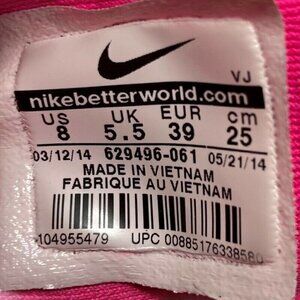 VJ
nikebetterworld.com
US UK EUR cm
8 5.5 39 25
03/12/14 629496-061 05/21/14
MADE IN VIETNAM
FABRIQUE AU VIETNAM
104955479 UPC 00885176338580